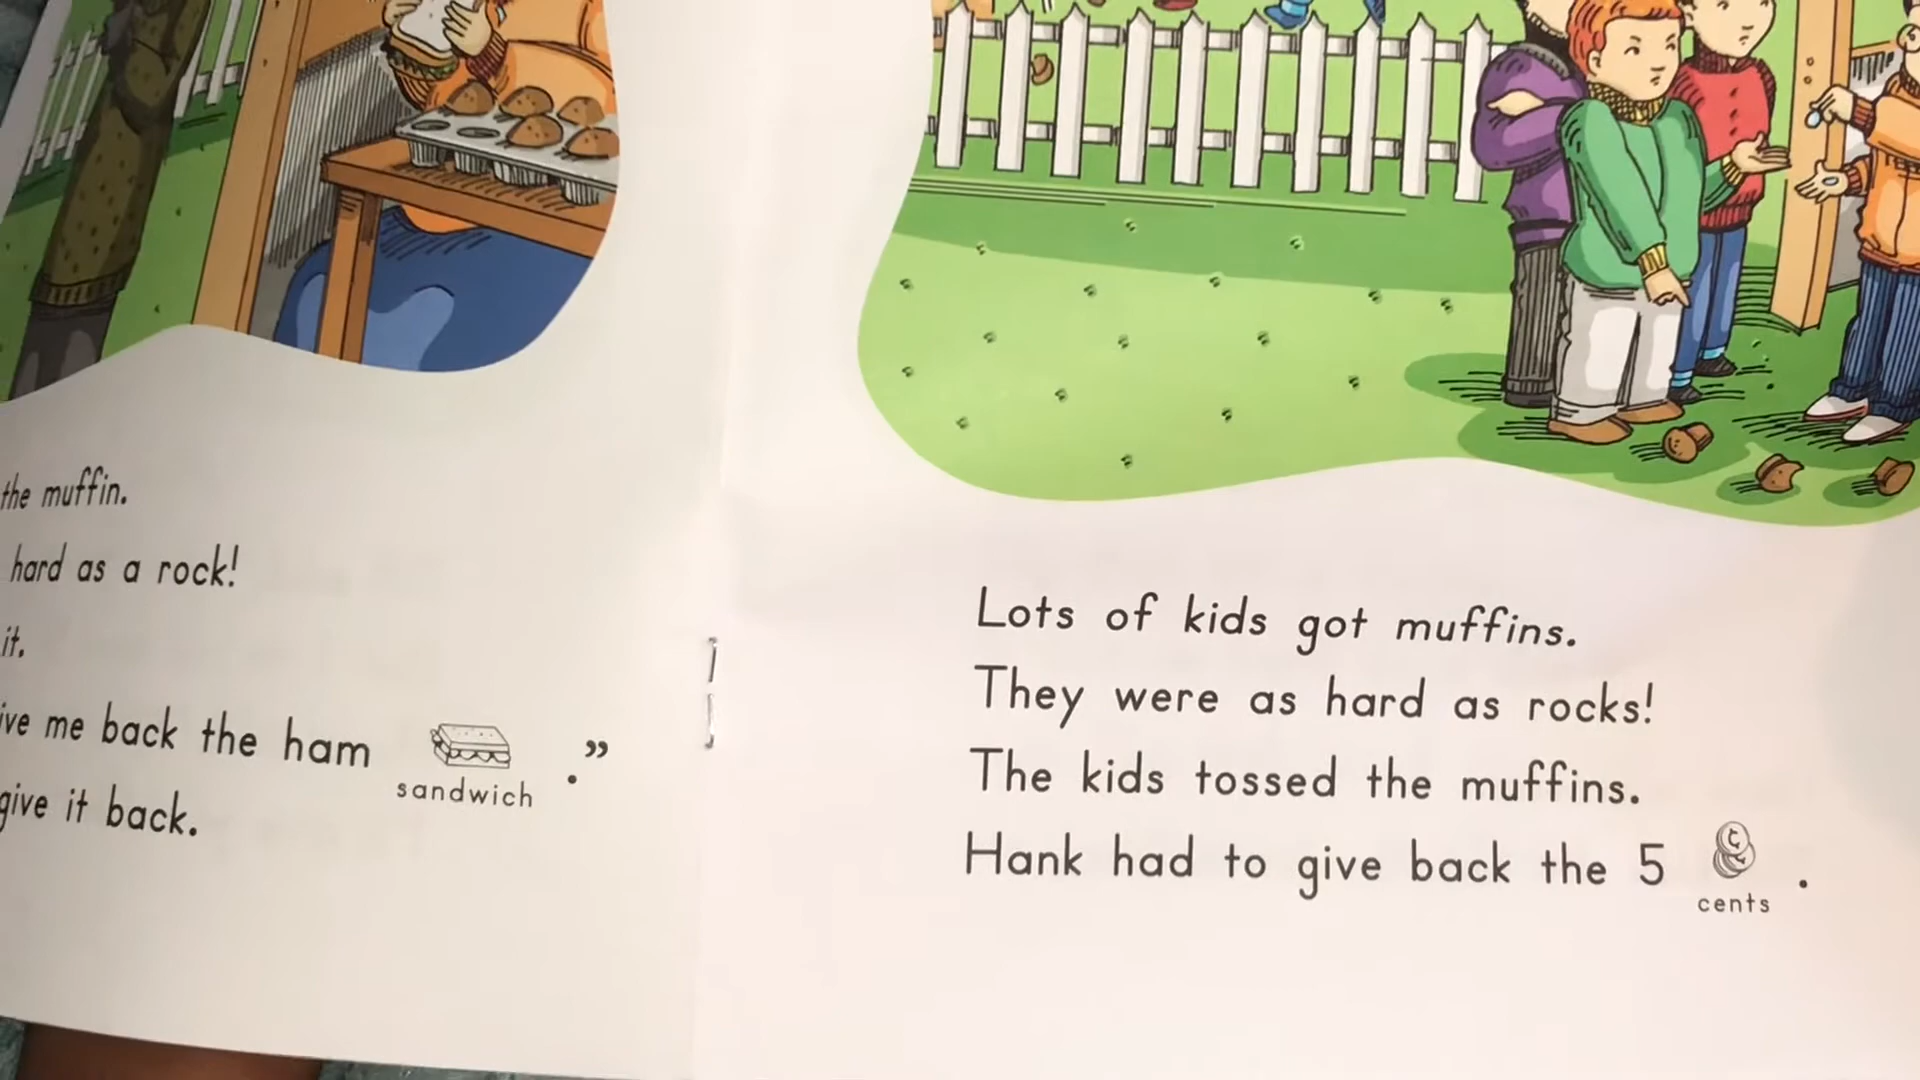 the muffin.
hard as a rock!
it.
me back the ham sandwich .”
give it back.
Lots of kids got muffins.
They were as hard as rocks!
The kids tossed the muffins.
Hank had to give back the 5 cents .